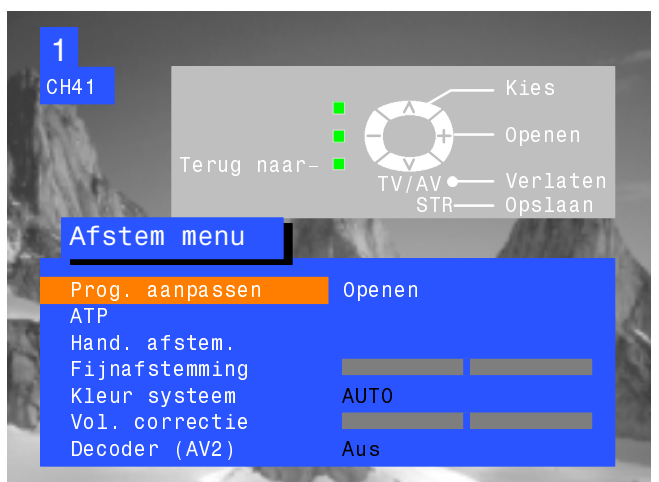 1
CH41
Kies
Openen
Terug naar
TV/AV Verlaten
STR Opslaan
Afstem menu
Prog. aanpassen Openen
ATP
Hand. afstem.
Fijnafstemming
Kleur systeem AUTO
Vol. correctie
Decoder (AV2) Aus